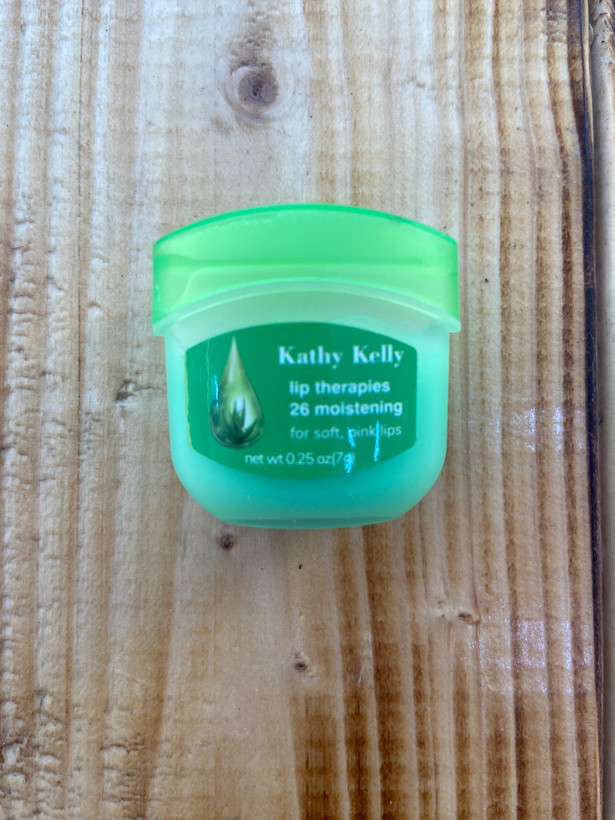 Kathy Kelly
lip therapies
26 moistening
for soft, pink lips
net wt 0.25 oz(7g)